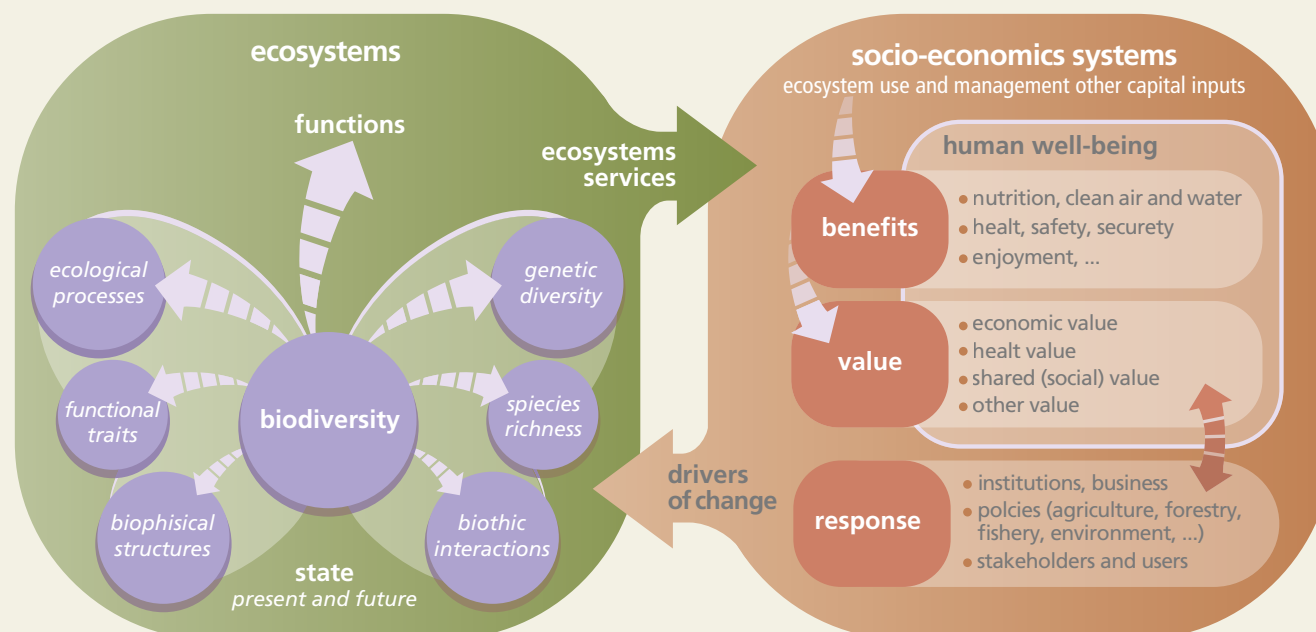 ecosystems
functions
ecosystems
services
ecological
processes
genetic
diversity
functional
traits
biodiversity
spiecies
richness
biophisical
structures
biothic
interactions
state
present and future
drivers
of change
socio-economics systems
ecosystem use and management other capital inputs
human well-being
benefits
• nutrition, clean air and water
• healt, safety, securety
• enjoyment, ...
value
• economic value
• healt value
• shared (social) value
• other value
response
• institutions, business
• polcies (agriculture, forestry,
fishery, environment, ...)
• stakeholders and users